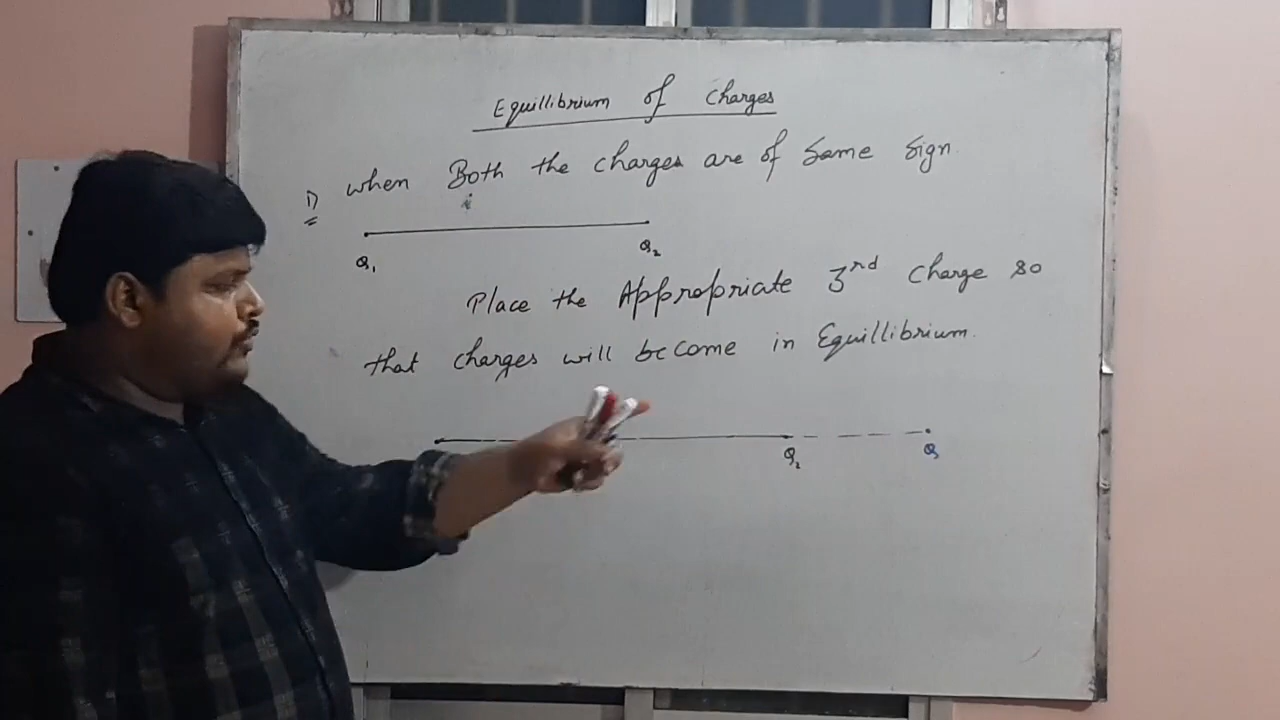 Equillibrium of charges
1) when Both the charges are of Same Sign.
Q1 Q2
Place the Appropriate 3rd charge so
that charges will become in Equillibrium.
Q2 Q